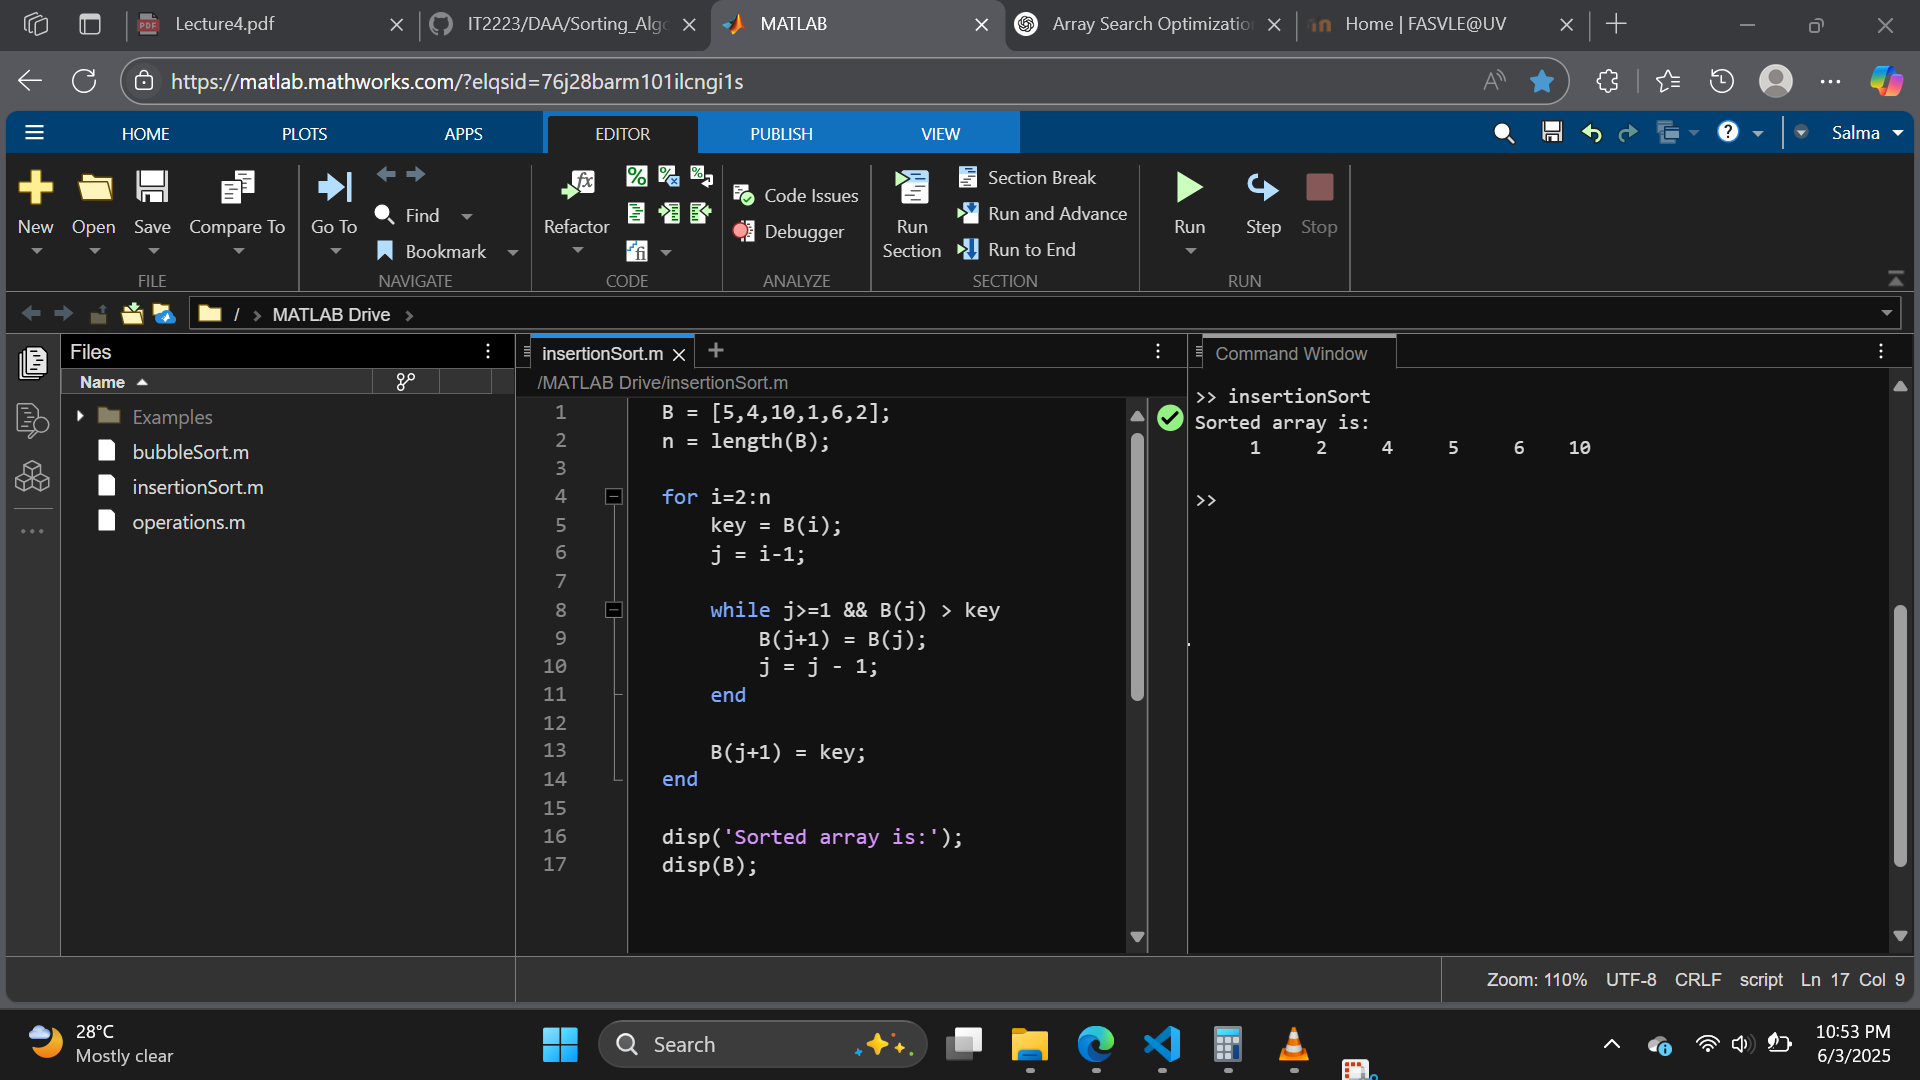 Lecture4.pdf
IT2223/DAA/Sorting_Algo
MATLAB
Array Search Optimization
Home | FASVLE@UV
https://matlab.mathworks.com/?elqsid=76j28barm101ilcngi1s
HOME PLOTS APPS EDITOR PUBLISH VIEW
Salma
New Open Save Compare To
FILE
Go To Find Bookmark
NAVIGATE
Refactor
CODE
Code Issues
Debugger
ANALYZE
Run Section
Section Break
Run and Advance
Run to End
SECTION
Run Step Stop
RUN
/ > MATLAB Drive >
Files
Name
Examples
bubbleSort.m
insertionSort.m
operations.m
insertionSort.m
/MATLAB Drive/insertionSort.m
1 B = [5,4,10,1,6,2];
2 n = length(B);
3
4 for i=2:n
5 key = B(i);
6 j = i-1;
7
8 while j>=1 && B(j) > key
9 B(j+1) = B(j);
10 j = j - 1;
11 end
12
13 B(j+1) = key;
14 end
15
16 disp('Sorted array is:');
17 disp(B);
Command Window
>> insertionSort
Sorted array is:
1 2 4 5 6 10
>>
Zoom: 110% UTF-8 CRLF script Ln 17 Col 9
28°C
Mostly clear
Search
10:53 PM
6/3/2025